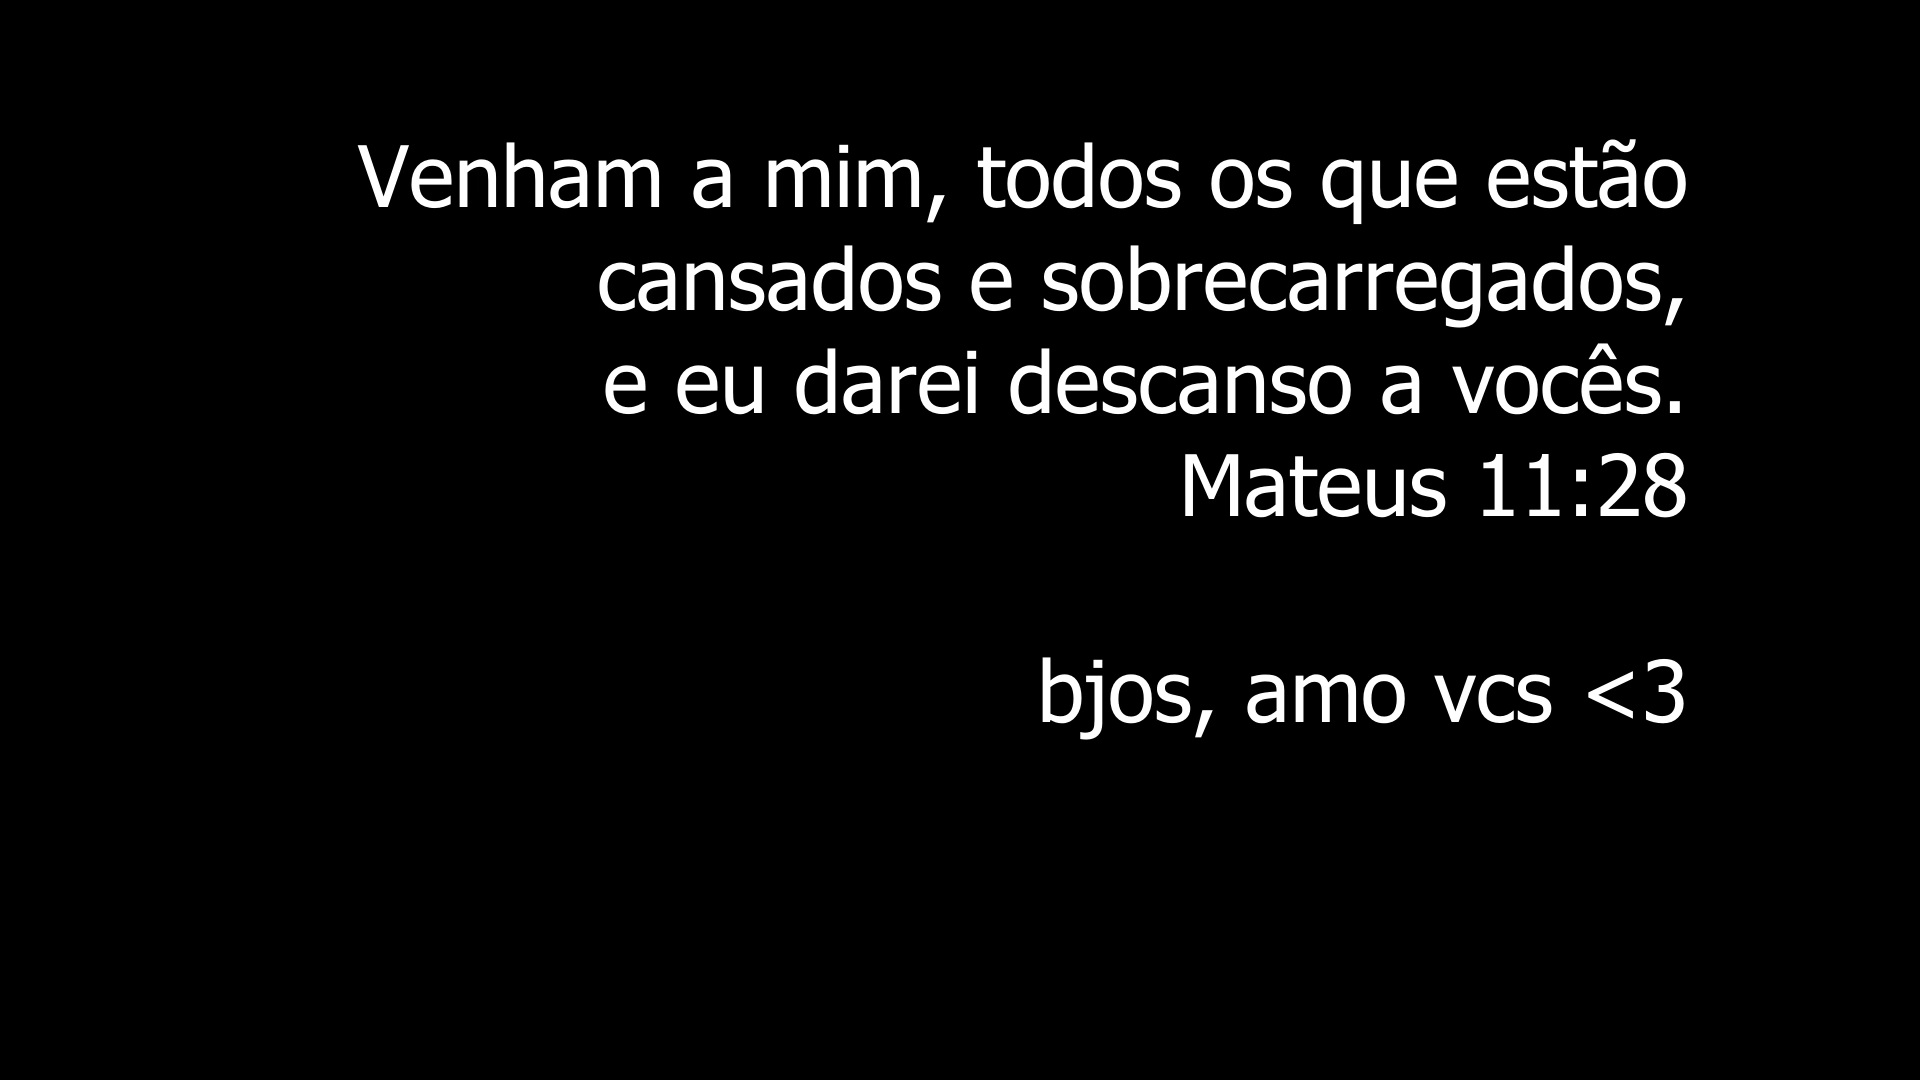 Venham a mim, todos os que estão
cansados e sobrecarregados,
e eu darei descanso a vocês.
Mateus 11:28
bjos, amo vcs <3